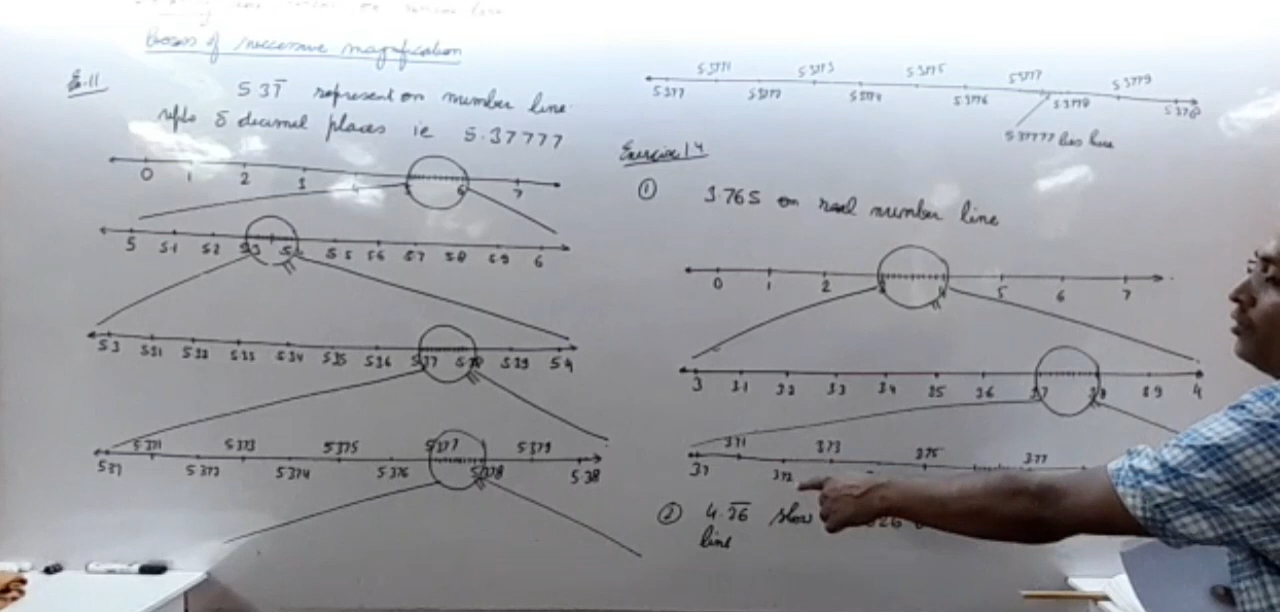 Process of successive magnification
Ex. 11
5.37̅ represent on number line
upto 5 decimal places ie 5.37777
0 1 2 3 4 5 6 7
5 5.1 5.2 5.3 5.4 5.5 5.6 5.7 5.8 5.9 6
5.3 5.31 5.32 5.33 5.34 5.35 5.36 5.37 5.38 5.39 5.4
5.371 5.373 5.375 5.377 5.379
5.37 5.372 5.374 5.376 5.378 5.38
5.3771 5.3773 5.3775 5.3777 5.3779
5.377 5.3772 5.3774 5.3776 5.3778 5.378
5.37777 lies here
Exercise 1.4
① 3.765 on real number line
0 1 2 3 4 5 6 7
3 3.1 3.2 3.3 3.4 3.5 3.6 3.7 3.8 3.9 4
3.71 3.73 3.75 3.77
3.7 3.72
② 4.2̅6̅ show
line